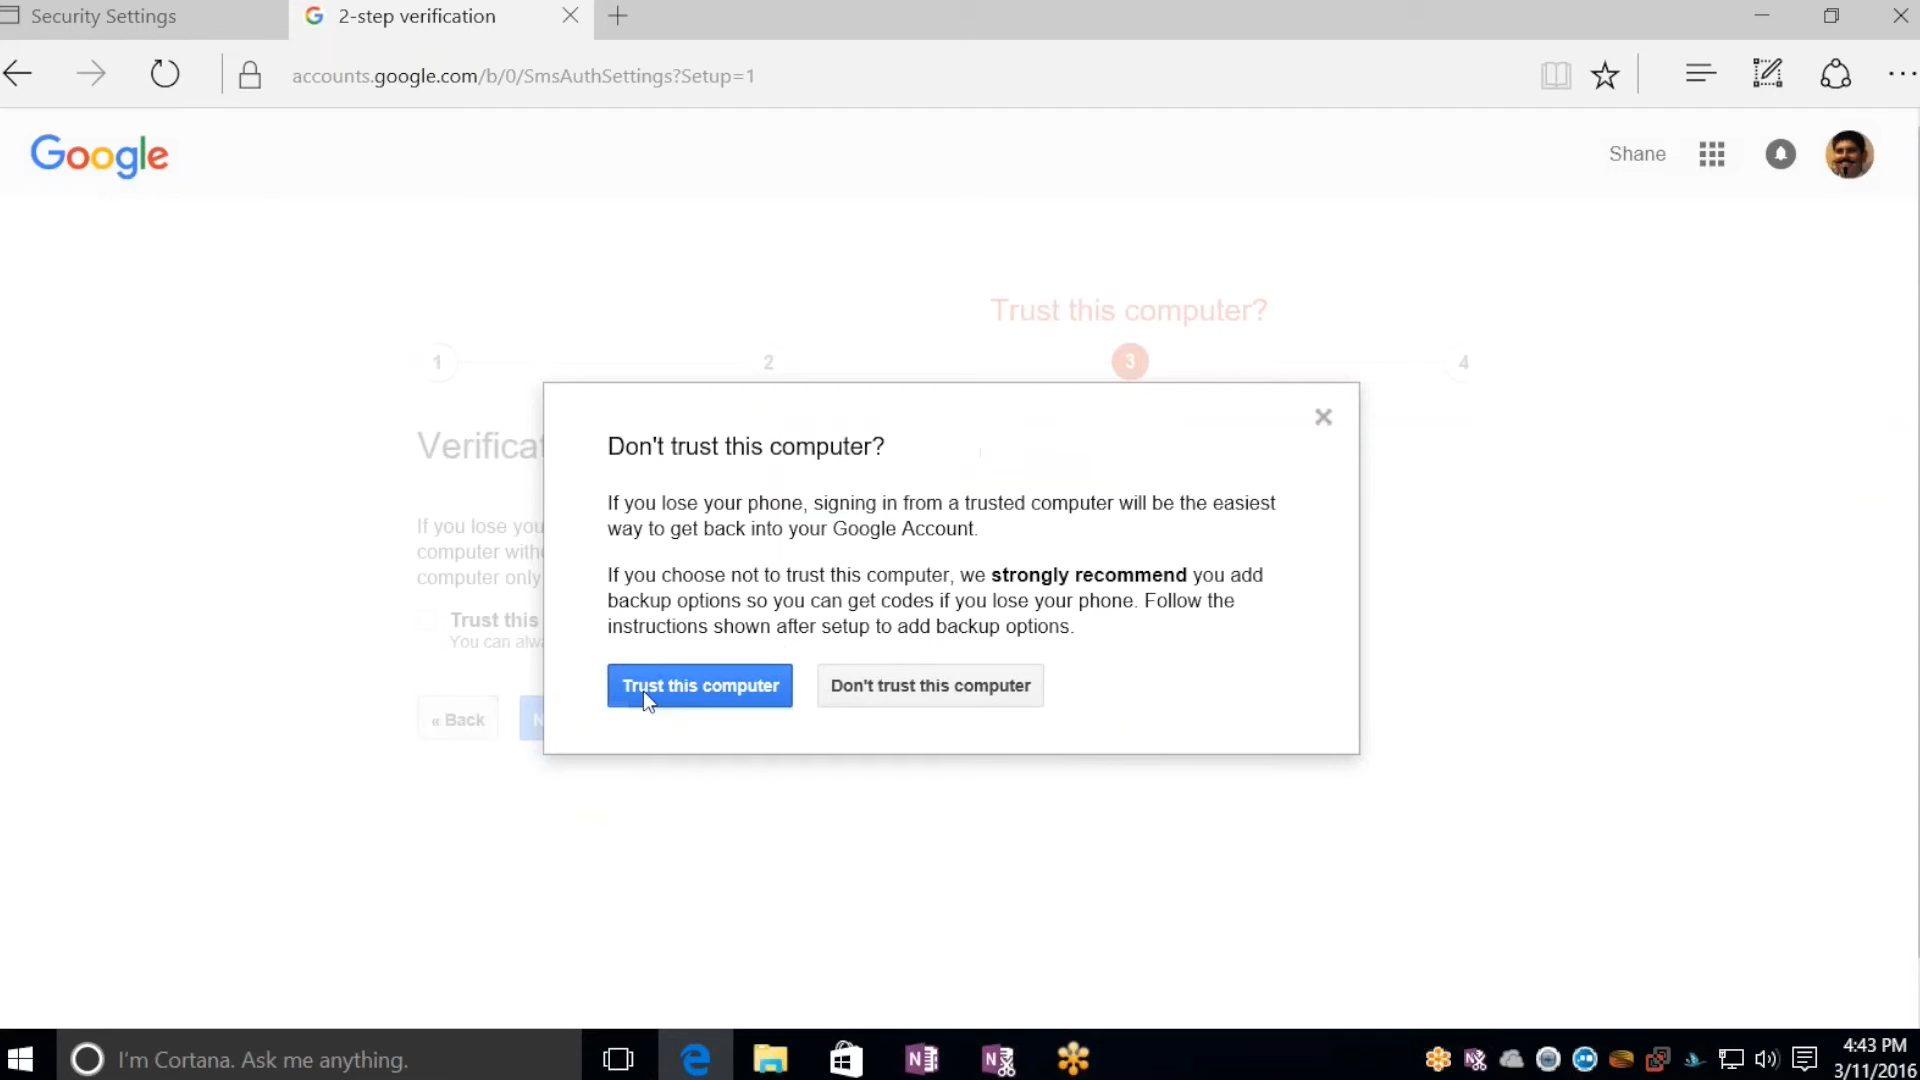 Security Settings
2-step verification
accounts.google.com/b/0/SmsAuthSettings?Setup=1
Google
Shane
Trust this computer?
1
2
3
4
Verificat
Don't trust this computer?
If you lose your phone, signing in from a trusted computer will be the easiest
way to get back into your Google Account.
If you lose you
computer with
computer only
If you choose not to trust this computer, we strongly recommend you add
backup options so you can get codes if you lose your phone. Follow the
instructions shown after setup to add backup options.
Trust this
You can alwa
Trust this computer
Don't trust this computer
« Back
N
I'm Cortana. Ask me anything.
4:43 PM
3/11/2016